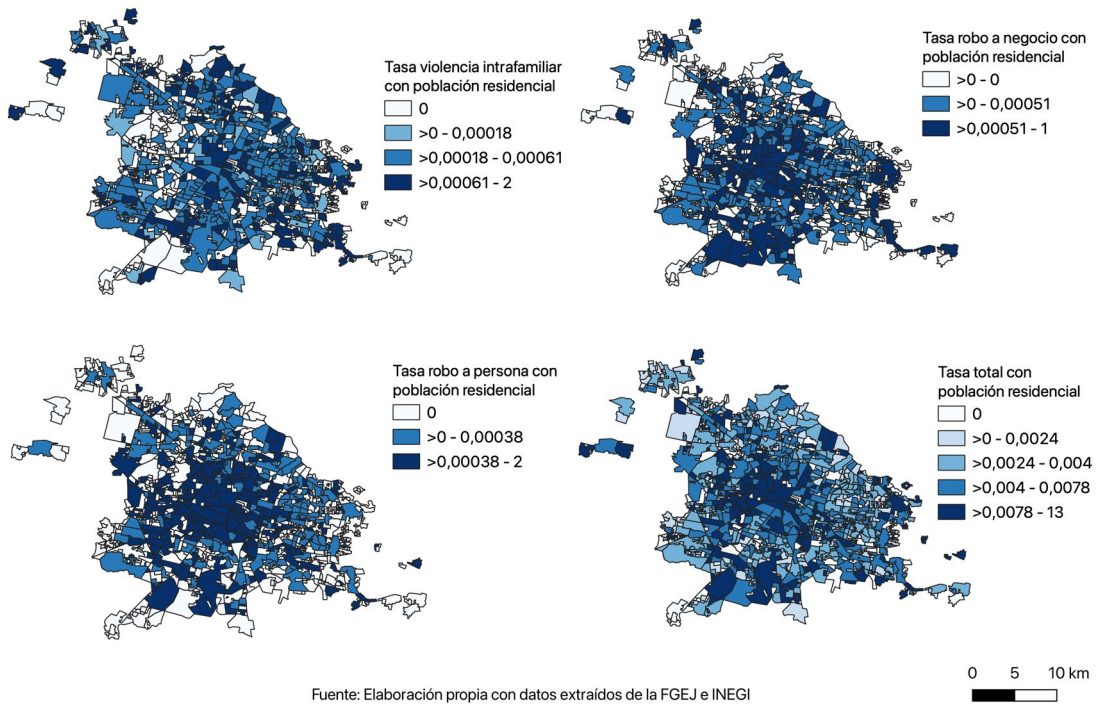 Tasa violencia intrafamiliar
con población residencial
0
>0 - 0,00018
>0,00018 - 0,00061
>0,00061 - 2
Tasa robo a negocio con
población residencial
>0 - 0
>0 - 0,00051
>0,00051 - 1
Tasa robo a persona con
población residencial
0
>0 - 0,00038
>0,00038 - 2
Tasa total con
población residencial
0
>0 - 0,0024
>0,0024 - 0,004
>0,004 - 0,0078
>0,0078 - 13
0 5 10 km
Fuente: Elaboración propia con datos extraídos de la FGEJ e INEGI